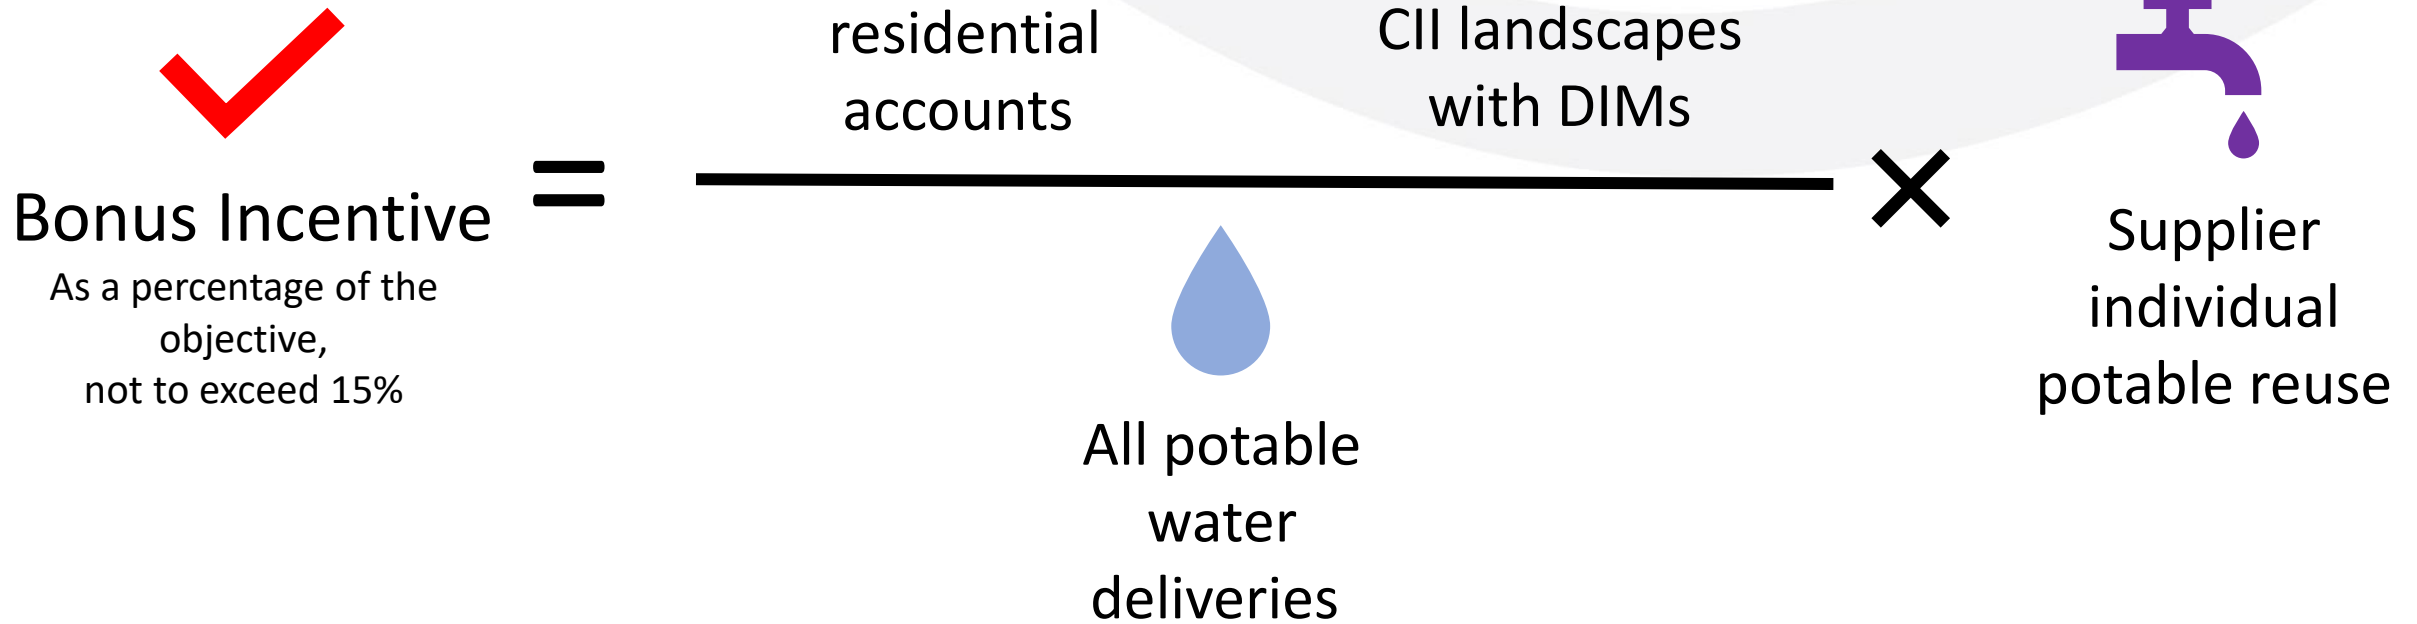 residential
accounts
CII landscapes
with DIMs
Bonus Incentive
As a percentage of the
objective,
not to exceed 15%
=
×
All potable
water
deliveries
Supplier
individual
potable reuse